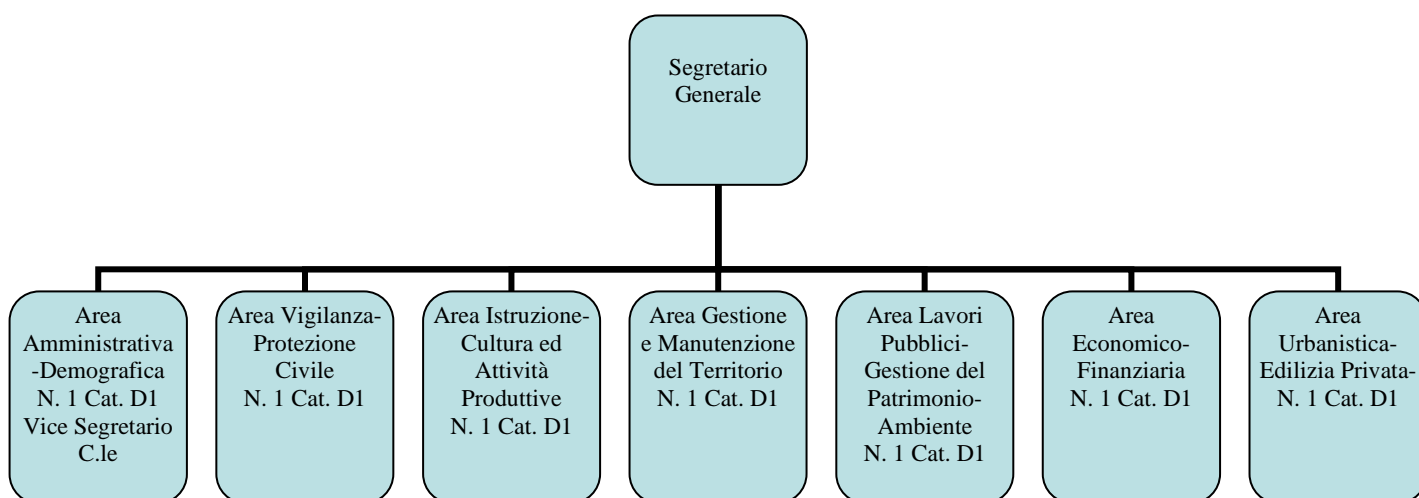 Segretario
Generale
Area
Amministrativa
-Demografica
N. 1 Cat. D1
Vice Segretario
C.le
Area Vigilanza-
Protezione
Civile
N. 1 Cat. D1
Area Istruzione-
Cultura ed
Attività
Produttive
N. 1 Cat. D1
Area Gestione
e Manutenzione
del Territorio
N. 1 Cat. D1
Area Lavori
Pubblici-
Gestione del
Patrimonio-
Ambiente
N. 1 Cat. D1
Area
Economico-
Finanziaria
N. 1 Cat. D1
Area
Urbanistica-
Edilizia Privata-
N. 1 Cat. D1